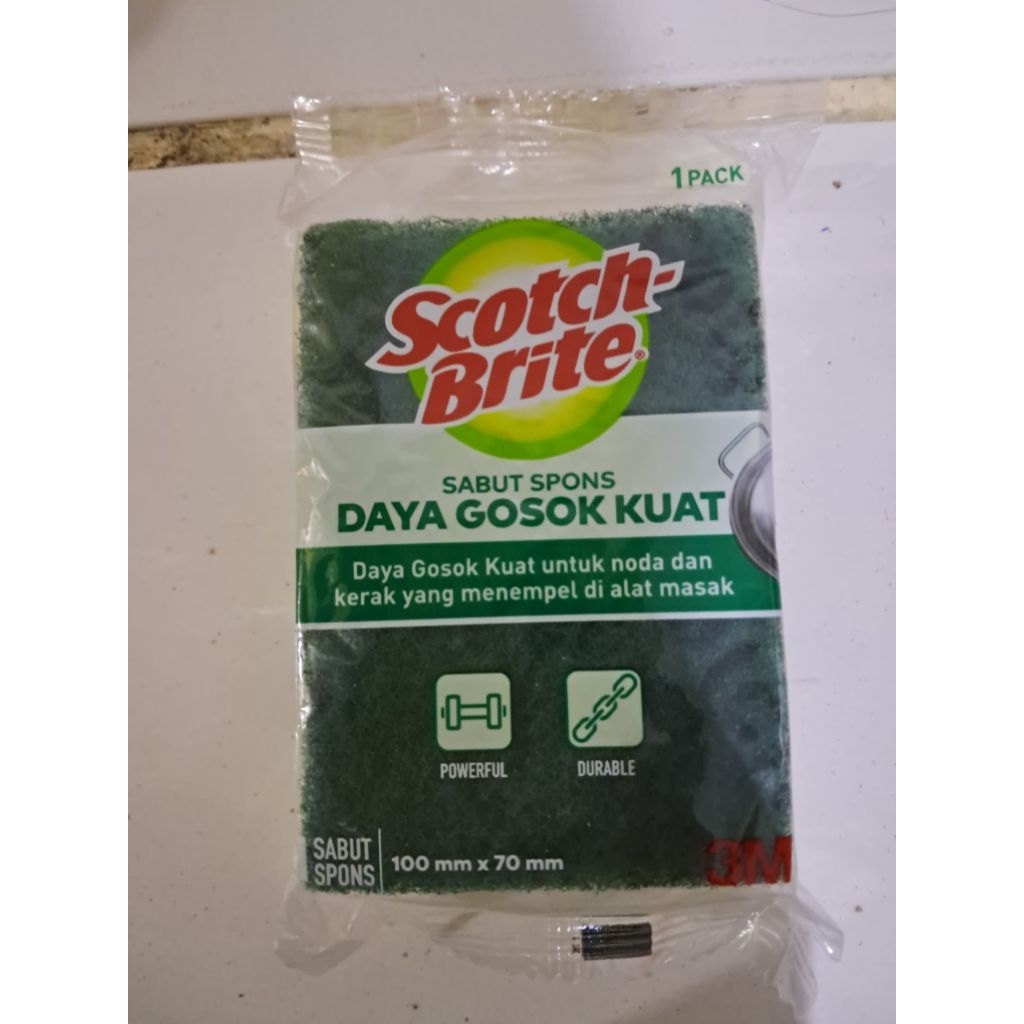 1 PACK
Scotch-
Brite®
SABUT SPONS
DAYA GOSOK KUAT
Daya Gosok Kuat untuk noda dan
kerak yang menempel di alat masak
POWERFUL
DURABLE
SABUT
SPONS
100 mm x 70 mm
3M